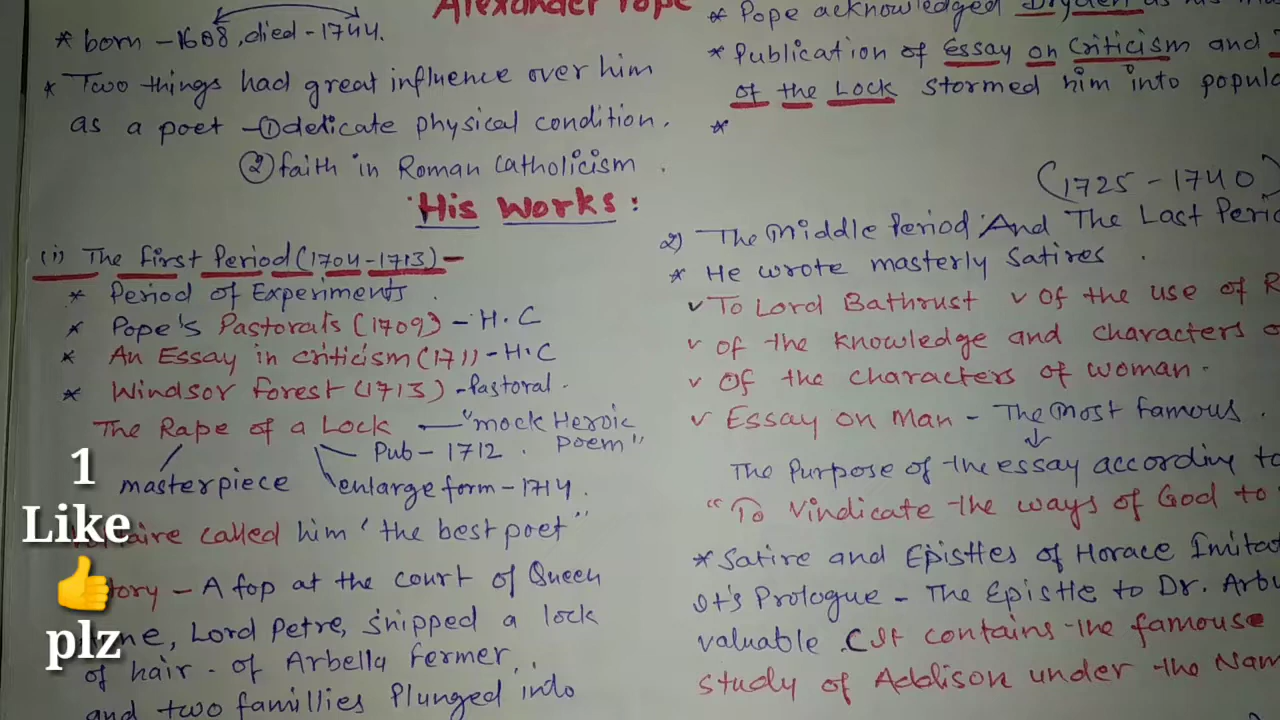 Alexander Pope
* born - 1688, died - 1744.
* Two things had great influence over him
as a poet - ① delicate physical condition.
② faith in Roman Catholicism.
His Works:
(i) The First Period (1704-1713) -
* Period of Experiments.
* Pope's Pastorals (1709) - H.C
* An Essay in criticism (1711) - H.C
* Windsor Forest (1713) - Pastoral.
The Rape of a Lock — "mock Heroic
poem"
Pub - 1712.
masterpiece
enlarge form - 1714.
called him 'the best poet"
- A fop at the court of Queen
Lord Petre, snipped a lock
of hair. of Arbella Fermer,
and two famillies Plunged into
* Pope acknowledged Dryden as his
* Publication of Essay on Criticism and
of the Lock stormed him into
*
(1725 - 1740)
2) The Middle Period And The Last
* He wrote masterly Satires.
✓ To Lord Bathrust ✓ Of the use of
✓ of the knowledge and characters
✓ Of the characters of woman.
✓ Essay on Man - The most famous.
↓
The Purpose of the essay according to
"To Vindicate the ways of God to
* Satire and Epistles of Horace
It's Prologue - The Epistle to Dr.
valuable. It contains the famouse
study of Addison under the
1
Like
👍
plz